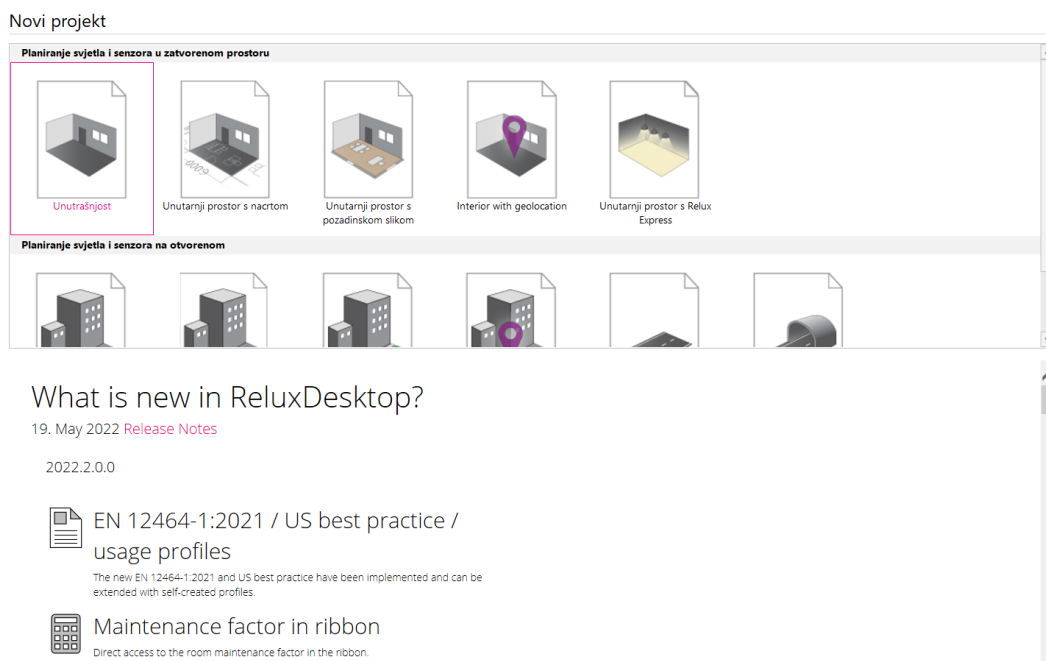 Novi projekt
Planiranje svjetla i senzora u zatvorenom prostoru
0009
Unutrašnjost
Unutarnji prostor s nacrtom
Unutarnji prostor s
pozadinskom slikom
Interior with geolocation
Unutarnji prostor s Relux
Express
Planiranje svjetla i senzora na otvorenom
What is new in ReluxDesktop?
19. May 2022 Release Notes
2022.2.0.0
EN 12464-1:2021 / US best practice /
usage profiles
The new EN 12464-1:2021 and US best practice have been implemented and can be
extended with self-created profiles.
Maintenance factor in ribbon
Direct access to the room maintenance factor in the ribbon.